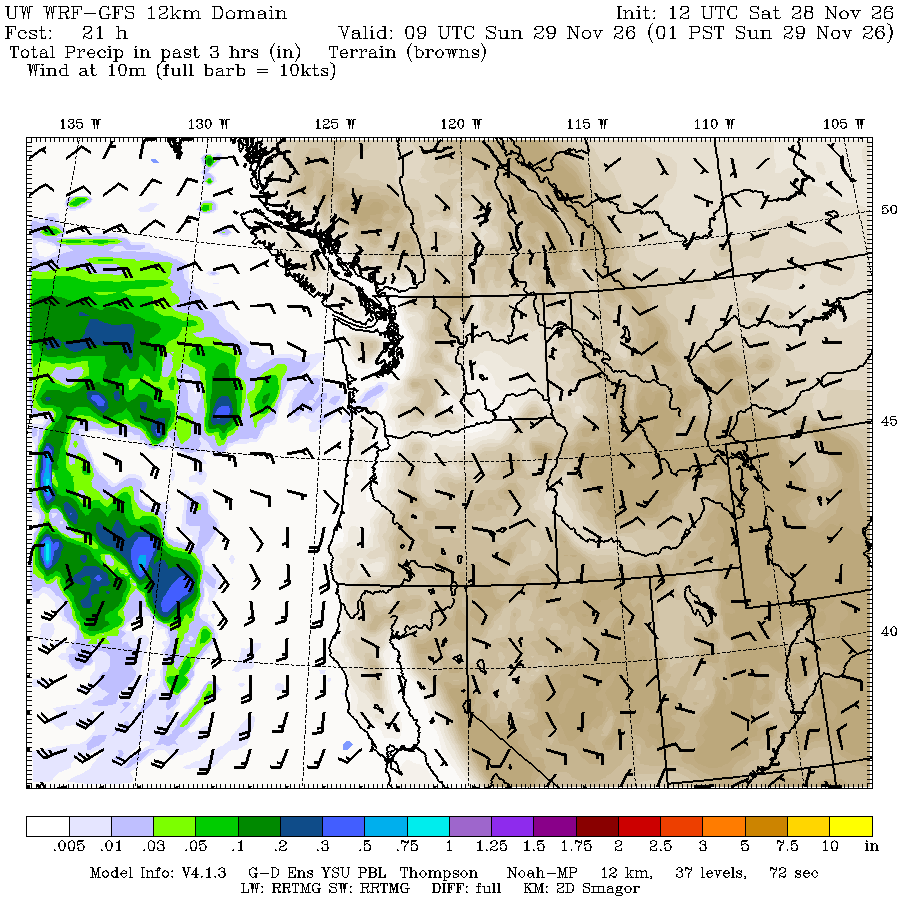 UW WRF-GFS 12km Domain Init: 12 UTC Sat 28 Nov 26
Fcst: 21 h Valid: 09 UTC Sun 29 Nov 26 (01 PST Sun 29 Nov 26)
Total Precip in past 3 hrs (in) Terrain (browns)
Wind at 10m (full barb = 10kts)
135 W 130 W 125 W 120 W 115 W 110 W 105 W
50
45
40
.005 .01 .03 .05 .1 .2 .3 .5 .75 1 1.25 1.5 1.75 2 2.5 3 5 7.5 10 in
Model Info: V4.1.3 G-D Ens YSU PBL Thompson Noah-MP 12 km, 37 levels, 72 sec
LW: RRTMG SW: RRTMG DIFF: full KM: 2D Smagor